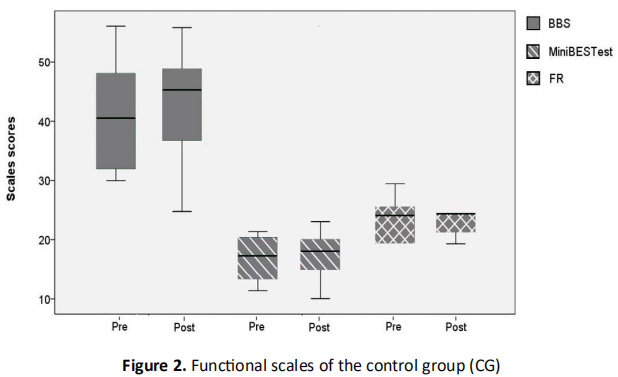 BBS
MiniBESTest
FR
Scales scores
50
40
30
20
10
Pre Post Pre Post Pre Post
Figure 2. Functional scales of the control group (CG)